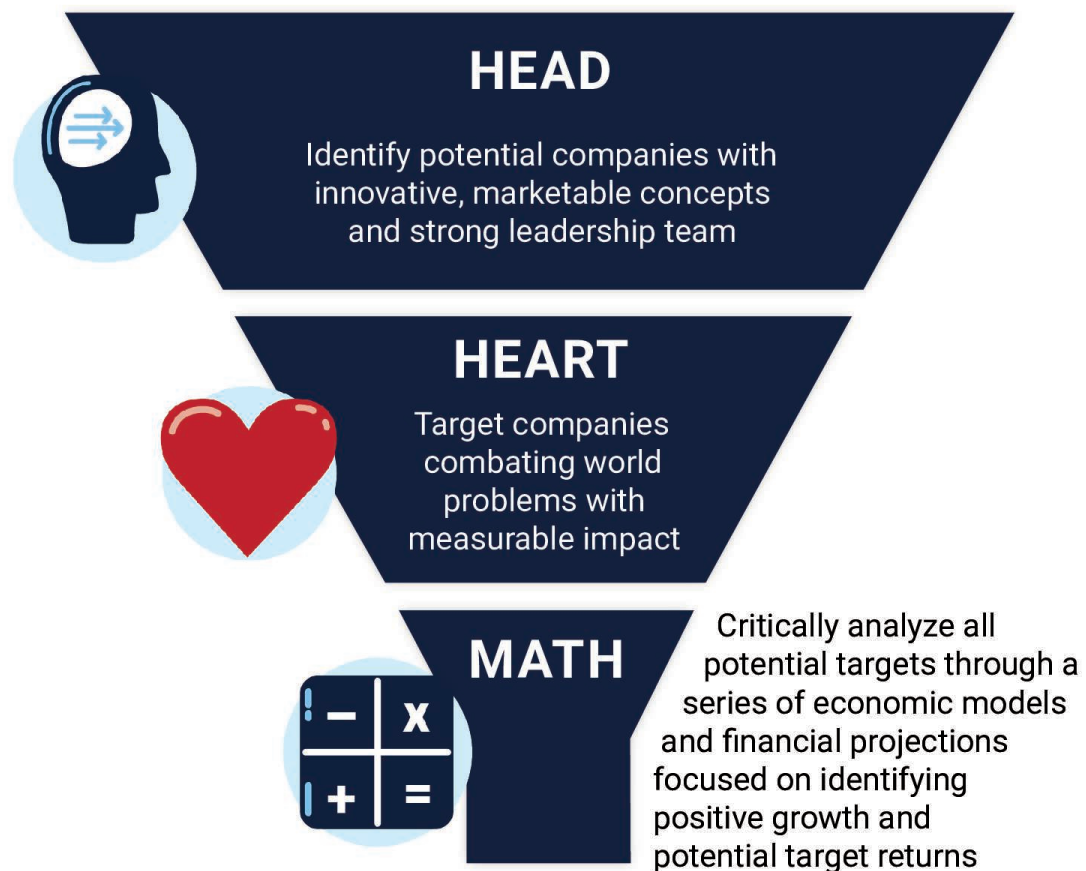 HEAD
Identify potential companies with
innovative, marketable concepts
and strong leadership team
HEART
Target companies
combating world
problems with
measurable impact
MATH
Critically analyze all
potential targets through a
series of economic models
and financial projections
focused on identifying
positive growth and
potential target returns
− x
+ =